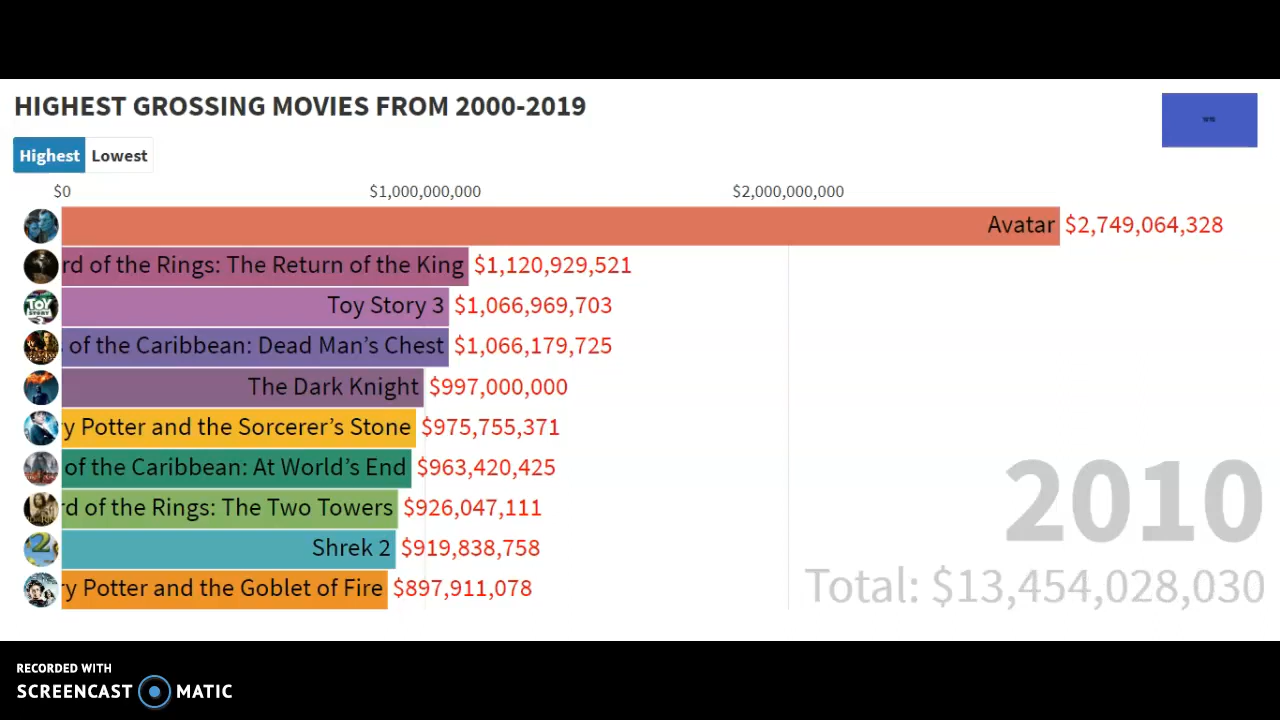 HIGHEST GROSSING MOVIES FROM 2000-2019
Highest Lowest
$0 $1,000,000,000 $2,000,000,000
Avatar $2,749,064,328
rd of the Rings: The Return of the King $1,120,929,521
TOY STORY Toy Story 3 $1,066,969,703
of the Caribbean: Dead Man’s Chest $1,066,179,725
The Dark Knight $997,000,000
y Potter and the Sorcerer’s Stone $975,755,371
of the Caribbean: At World’s End $963,420,425
rd of the Rings: The Two Towers $926,047,111
2 Shrek 2 $919,838,758
y Potter and the Goblet of Fire $897,911,078
2010
Total: $13,454,028,030
RECORDED WITH
SCREENCAST MATIC